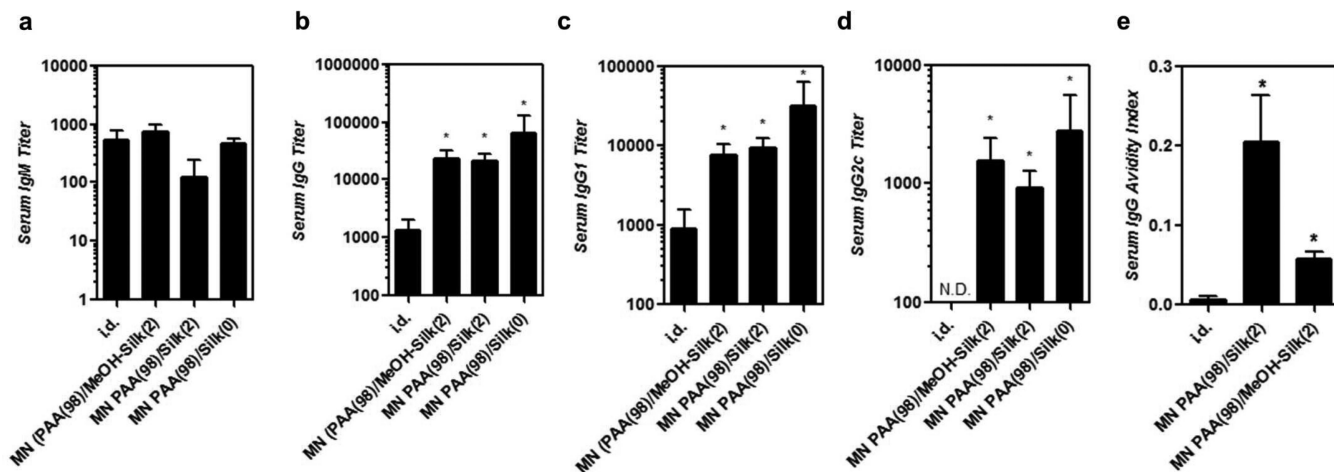 a
Serum IgM Titer
10000
1000
100
10
1
i.d.
MN (PAA(98)/MeOH-Silk(2)
MN PAA(98)/Silk(2)
MN PAA(98)/Silk(0)
b
Serum IgG Titer
1000000
100000
10000
1000
100
*
*
*
i.d.
MN (PAA(98)/MeOH-Silk(2)
MN PAA(98)/Silk(2)
MN PAA(98)/Silk(0)
c
Serum IgG1 Titer
100000
10000
1000
100
*
*
*
i.d.
MN (PAA(98)/MeOH-Silk(2)
MN PAA(98)/Silk(2)
MN PAA(98)/Silk(0)
d
Serum IgG2c Titer
10000
1000
100
N.D.
*
*
*
i.d.
MN PAA(98)/MeOH-Silk(2)
MN PAA(98)/Silk(2)
MN PAA(98)/Silk(0)
e
Serum IgG Avidity Index
0.3
0.2
0.1
0.0
*
*
i.d.
MN PAA(98)/Silk(2)
MN PAA(98)/MeOH-Silk(2)